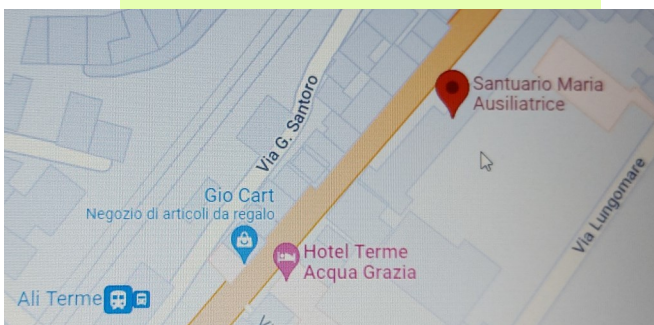 Santuario Maria
Ausiliatrice
Via G. Santoro
Via Lungomare
Gio Cart
Negozio di articoli da regalo
Hotel Terme
Acqua Grazia
Ali Terme